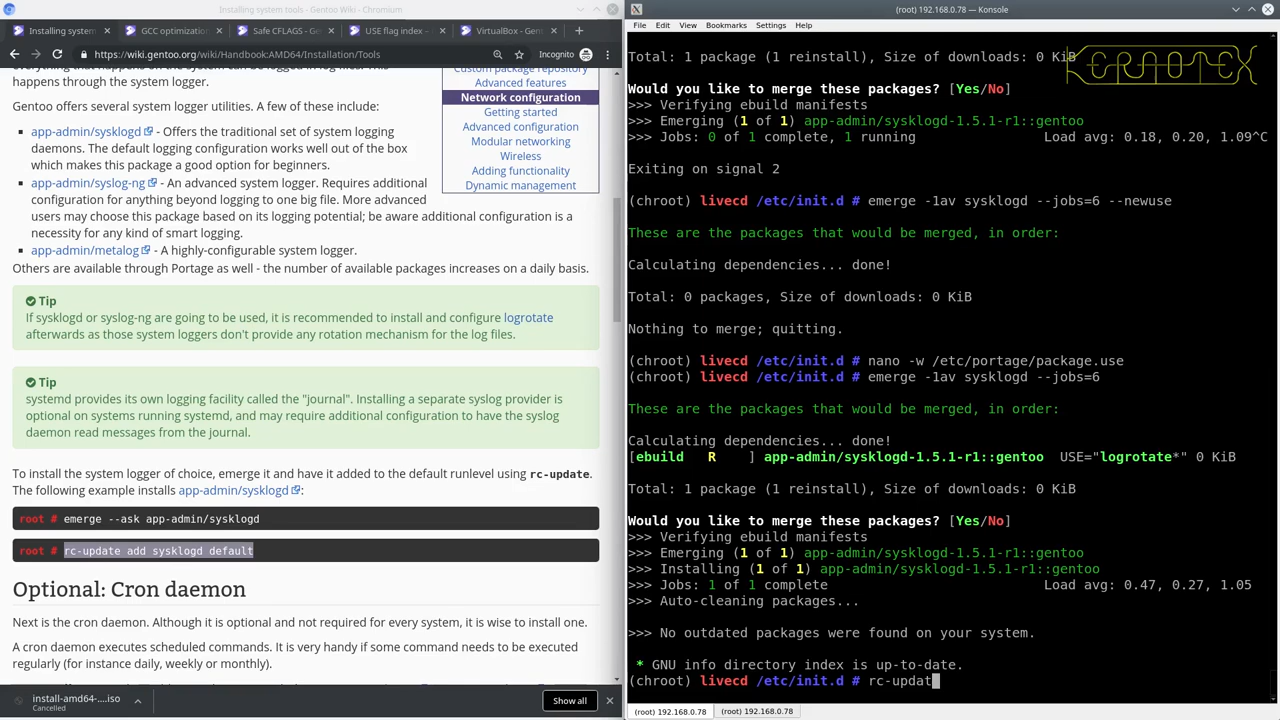 Installing system tools - Gentoo Wiki - Chromium
Installing system
GCC optimization
Safe CFLAGS - Ge
USE flag index –
VirtualBox - Gent
https://wiki.gentoo.org/wiki/Handbook:AMD64/Installation/Tools
Incognito
happens through the system logger.
Gentoo offers several system logger utilities. A few of these include:
app-admin/sysklogd - Offers the traditional set of system logging
daemons. The default logging configuration works well out of the box
which makes this package a good option for beginners.
app-admin/syslog-ng - An advanced system logger. Requires additional
configuration for anything beyond logging to one big file. More advanced
users may choose this package based on its logging potential; be aware additional configuration is a
necessity for any kind of smart logging.
app-admin/metalog - A highly-configurable system logger.
Others are available through Portage as well - the number of available packages increases on a daily basis.
Custom package repository
Advanced features
Network configuration
Getting started
Advanced configuration
Modular networking
Wireless
Adding functionality
Dynamic management
Tip
If sysklogd or syslog-ng are going to be used, it is recommended to install and configure logrotate
afterwards as those system loggers don't provide any rotation mechanism for the log files.
Tip
systemd provides its own logging facility called the "journal". Installing a separate syslog provider is
optional on systems running systemd, and may require additional configuration to have the syslog
daemon read messages from the journal.
To install the system logger of choice, emerge it and have it added to the default runlevel using rc-update.
The following example installs app-admin/sysklogd:
root # emerge --ask app-admin/sysklogd
root # rc-update add sysklogd default
Optional: Cron daemon
Next is the cron daemon. Although it is optional and not required for every system, it is wise to install one.
A cron daemon executes scheduled commands. It is very handy if some command needs to be executed
regularly (for instance daily, weekly or monthly).
install-amd64-....iso
Cancelled
Show all
(root) 192.168.0.78 — Konsole
File Edit View Bookmarks Settings Help
Total: 1 package (1 reinstall), Size of downloads: 0 KiB
ERAOTEX
Would you like to merge these packages? [Yes/No]
>>> Verifying ebuild manifests
>>> Emerging (1 of 1) app-admin/sysklogd-1.5.1-r1::gentoo
>>> Jobs: 0 of 1 complete, 1 running Load avg: 0.18, 0.20, 1.09^C
Exiting on signal 2
(chroot) livecd /etc/init.d # emerge -1av sysklogd --jobs=6 --newuse
These are the packages that would be merged, in order:
Calculating dependencies... done!
Total: 0 packages, Size of downloads: 0 KiB
Nothing to merge; quitting.
(chroot) livecd /etc/init.d # nano -w /etc/portage/package.use
(chroot) livecd /etc/init.d # emerge -1av sysklogd --jobs=6
These are the packages that would be merged, in order:
Calculating dependencies... done!
[ebuild R ] app-admin/sysklogd-1.5.1-r1::gentoo USE="logrotate*" 0 KiB
Total: 1 package (1 reinstall), Size of downloads: 0 KiB
Would you like to merge these packages? [Yes/No]
>>> Verifying ebuild manifests
>>> Emerging (1 of 1) app-admin/sysklogd-1.5.1-r1::gentoo
>>> Installing (1 of 1) app-admin/sysklogd-1.5.1-r1::gentoo
>>> Jobs: 1 of 1 complete Load avg: 0.47, 0.27, 1.05
>>> Auto-cleaning packages...
>>> No outdated packages were found on your system.
* GNU info directory index is up-to-date.
(chroot) livecd /etc/init.d # rc-updat
(root) 192.168.0.78
(root) 192.168.0.78